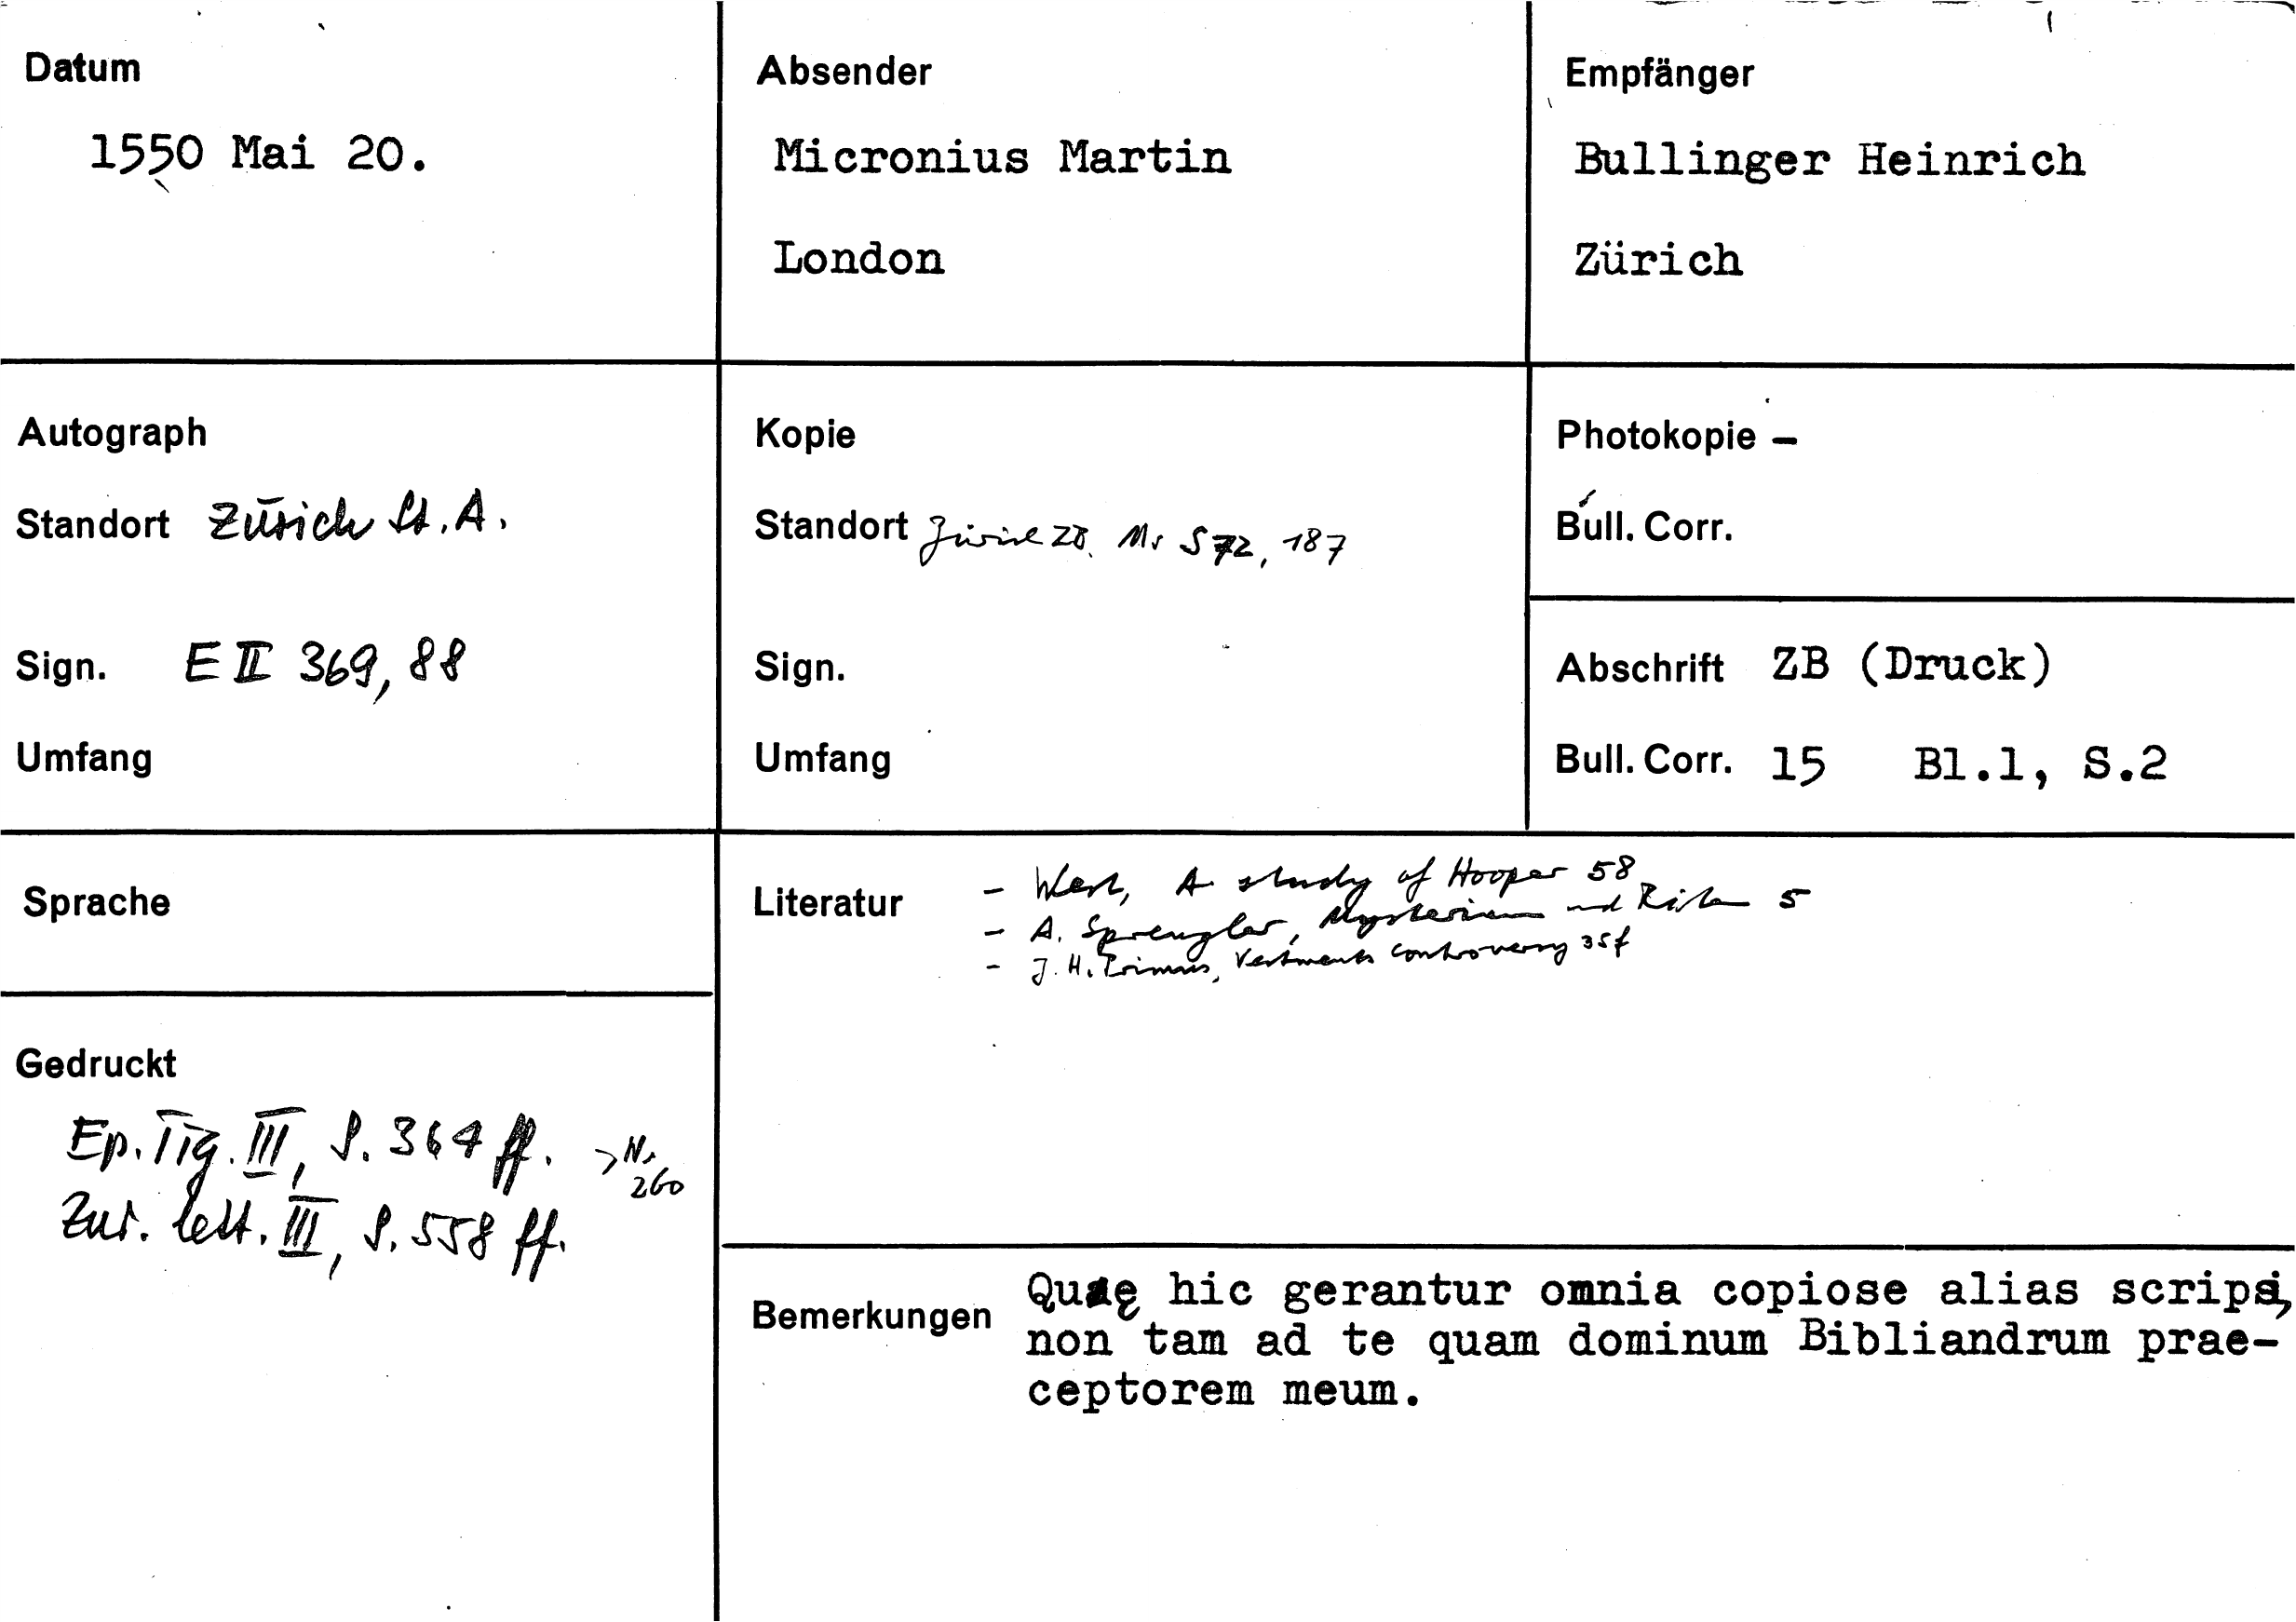 Datum
1550 Mai 20.
Absender
Micronius Martin
London
Empfänger
Bullinger Heinrich
Zürich
Autograph
Standort Zürich St. A.
Sign. E II 369, 88
Umfang
Kopie
Standort Zürich ZB. Ms S 72, 187
Sign.
Umfang
Photokopie –
Bull. Corr.
Abschrift ZB (Druck)
Bull. Corr. 15 Bl.1, S.2
Sprache
Literatur
- West, A study of Hooper 58
- A. Sprengler, Mysterium und Riten 5
- J. H. Primus, Vestments controversy 35f
Gedruckt
Ep. Tig. III, S. 364 ff. > Nr. 260
Zur. lett. III, S. 558 ff.
Bemerkungen
Quę hic gerantur omnia copiose alias scripsi,
non tam ad te quam dominum Bibliandrum prae-
ceptorem meum.